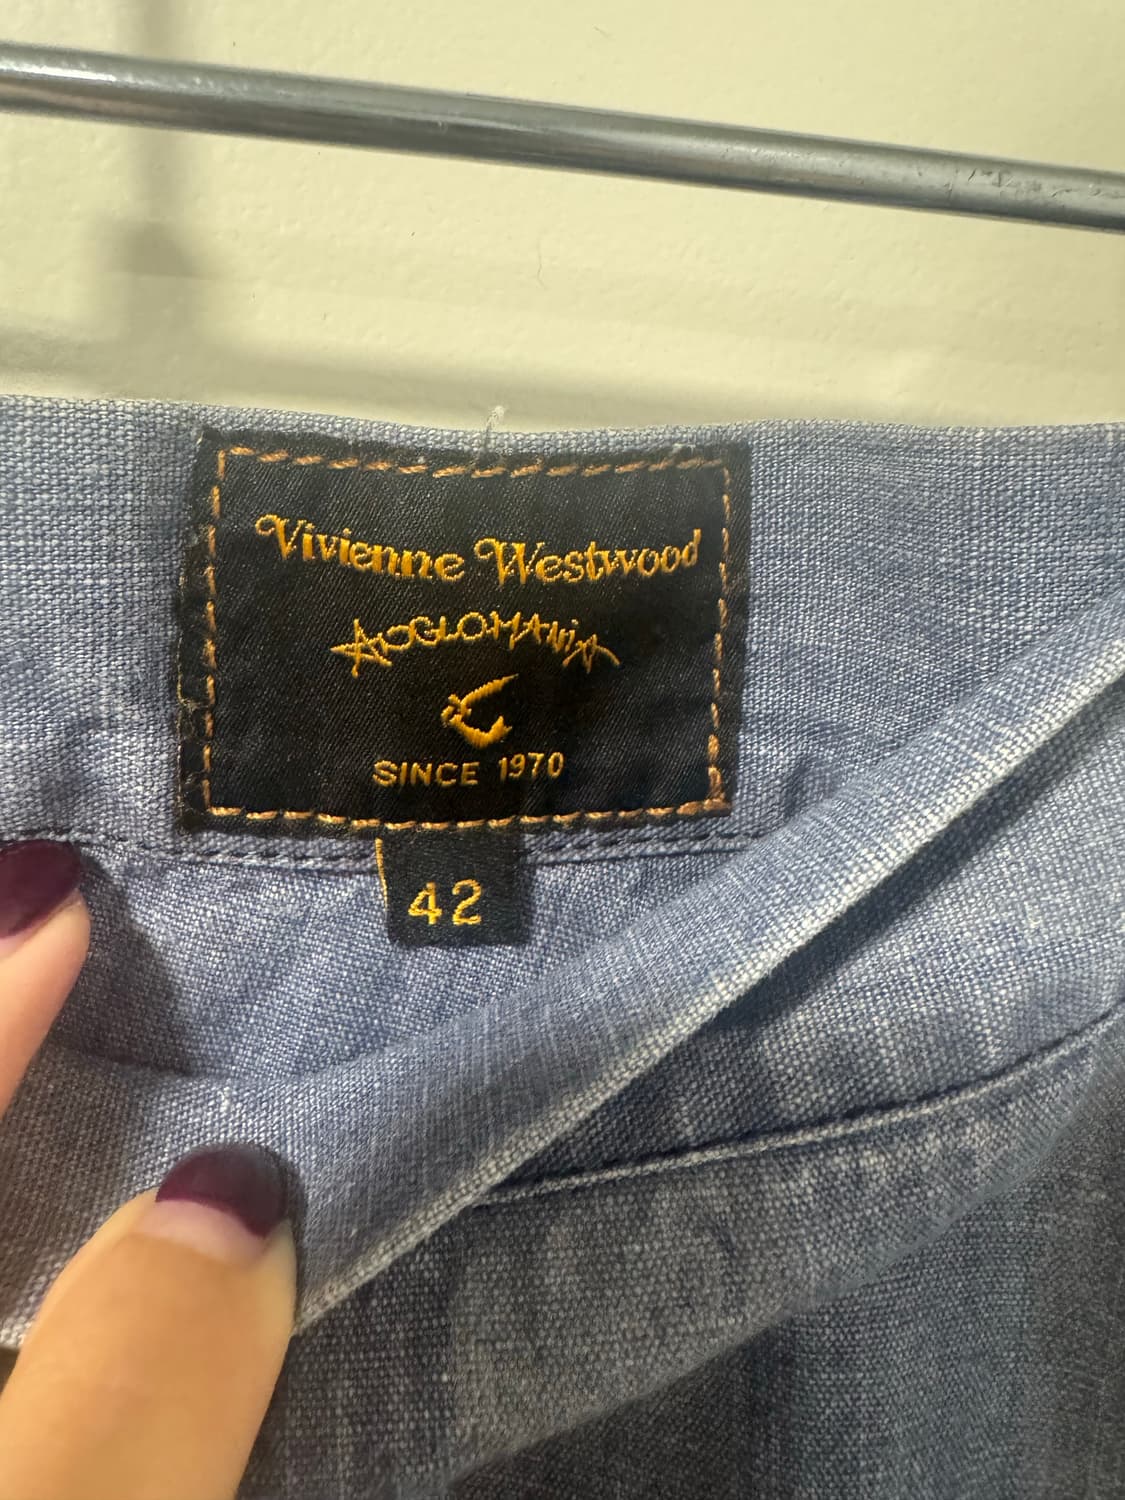 Vivienne Westwood
ANGLOMANIA
SINCE 1970
42